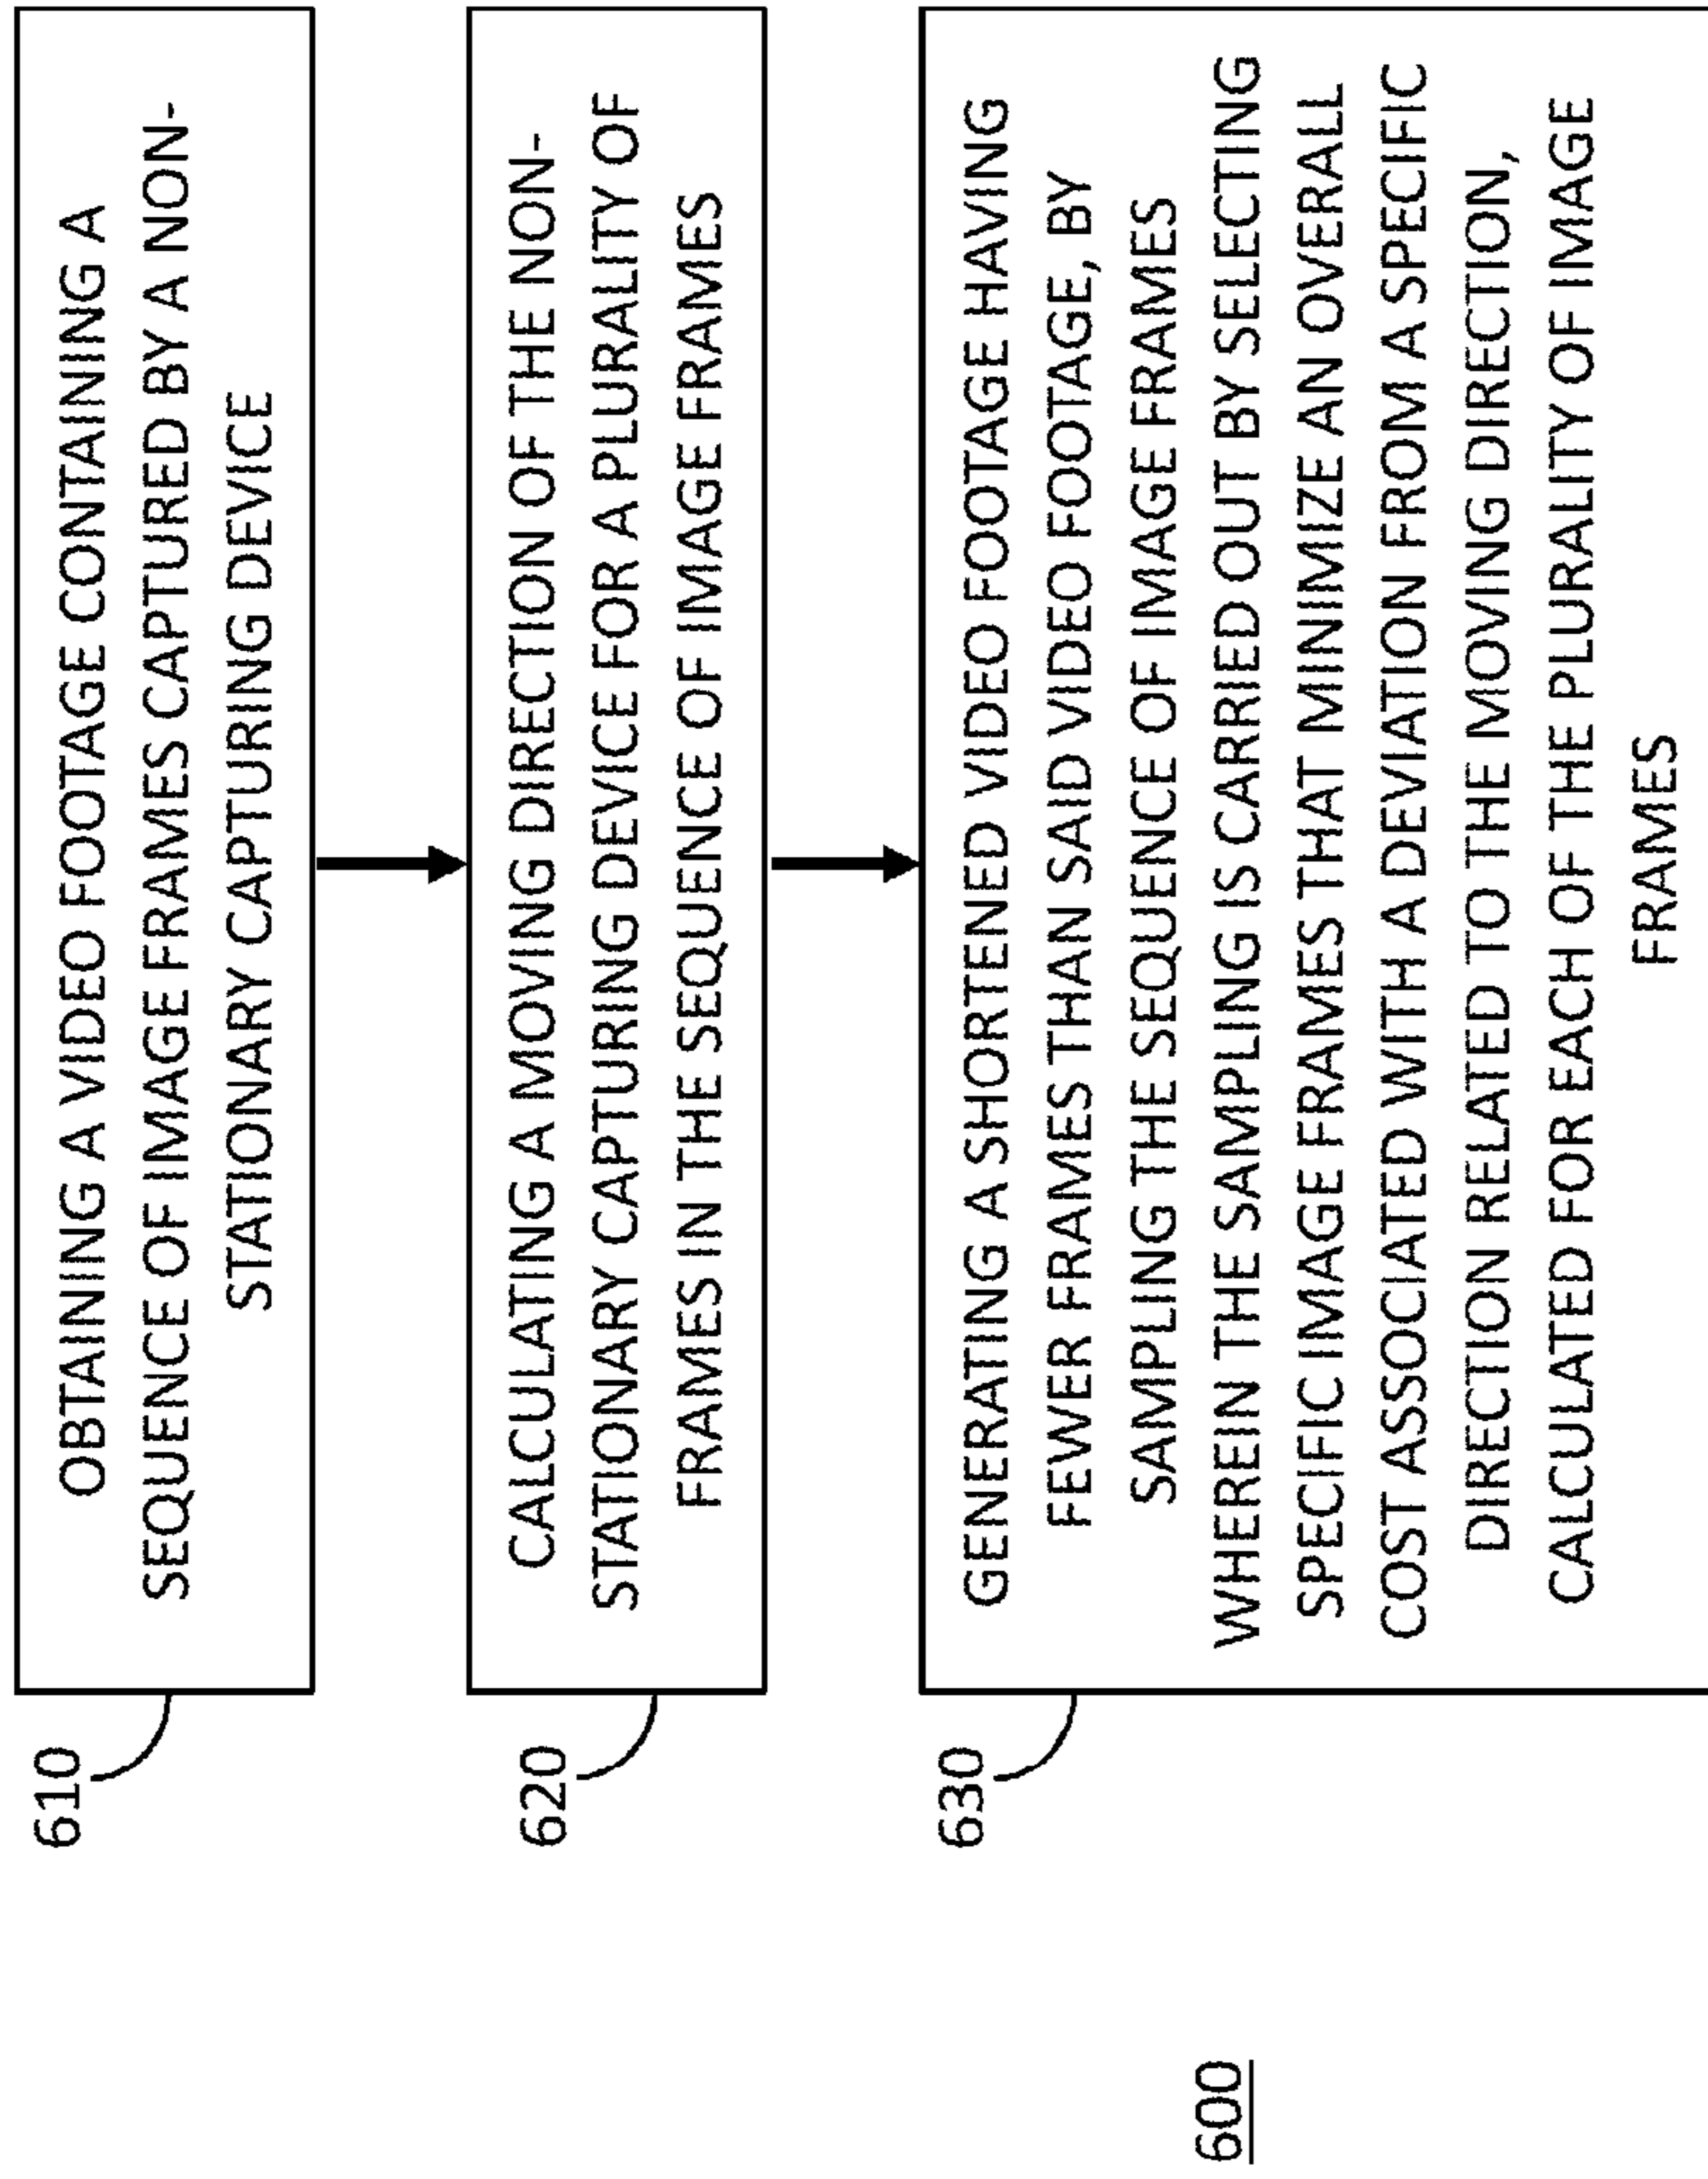 610
OBTAINING A VIDEO FOOTAGE CONTAINING A
SEQUENCE OF IMAGE FRAMES CAPTURED BY A NON-
STATIONARY CAPTURING DEVICE
620
CALCULATING A MOVING DIRECTION OF THE NON-
STATIONARY CAPTURING DEVICE FOR A PLURALITY OF
FRAMES IN THE SEQUENCE OF IMAGE FRAMES
630
GENERATING A SHORTENED VIDEO FOOTAGE HAVING
FEWER FRAMES THAN SAID VIDEO FOOTAGE, BY
SAMPLING THE SEQUENCE OF IMAGE FRAMES
WHEREIN THE SAMPLING IS CARRIED OUT BY SELECTING
SPECIFIC IMAGE FRAMES THAT MINIMIZE AN OVERALL
COST ASSOCIATED WITH A DEVIATION FROM A SPECIFIC
DIRECTION RELATED TO THE MOVING DIRECTION,
CALCULATED FOR EACH OF THE PLURALITY OF IMAGE
FRAMES
600